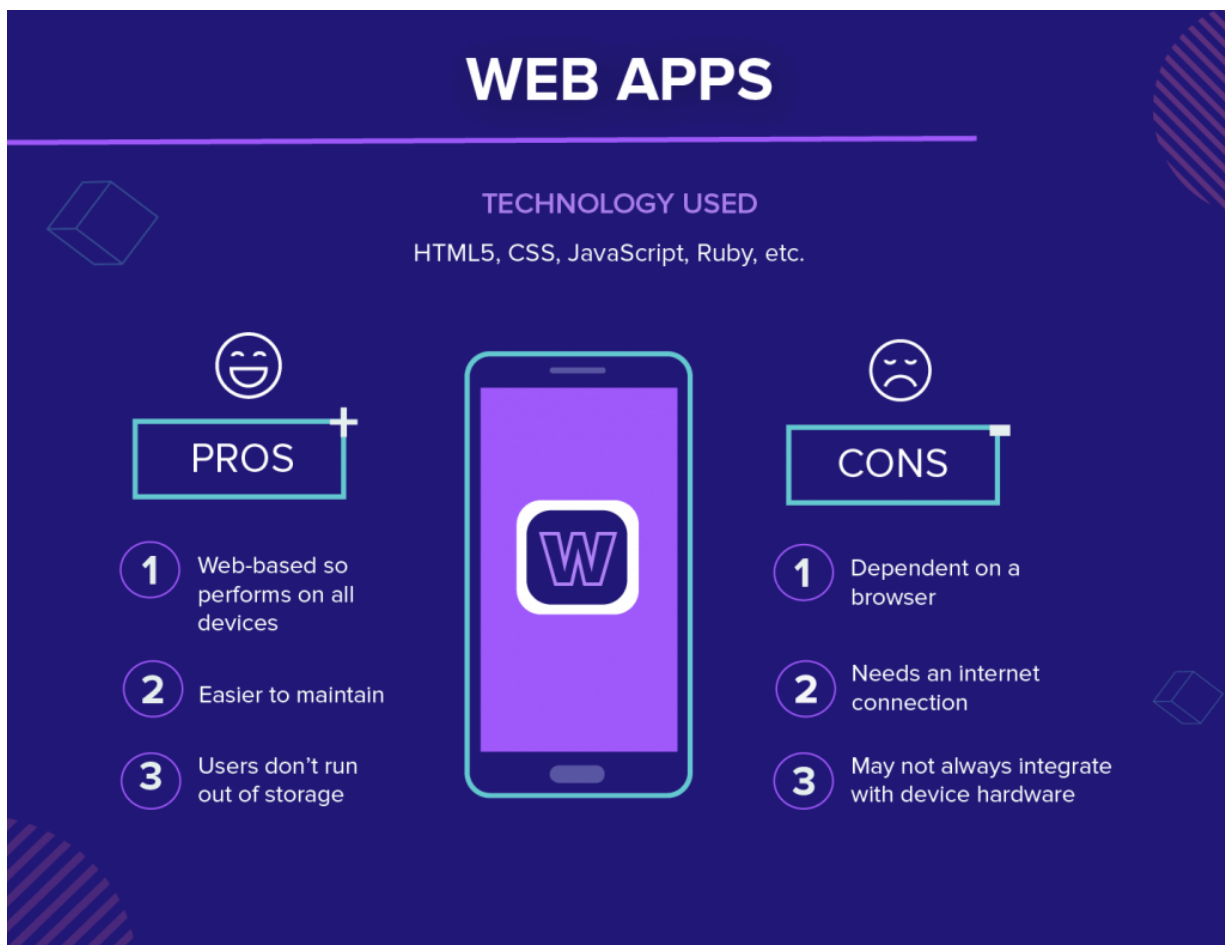 WEB APPS
TECHNOLOGY USED
HTML5, CSS, JavaScript, Ruby, etc.
PROS
1 Web-based so
performs on all
devices
2 Easier to maintain
3 Users don’t run
out of storage
W
CONS
1 Dependent on a
browser
2 Needs an internet
connection
3 May not always integrate
with device hardware